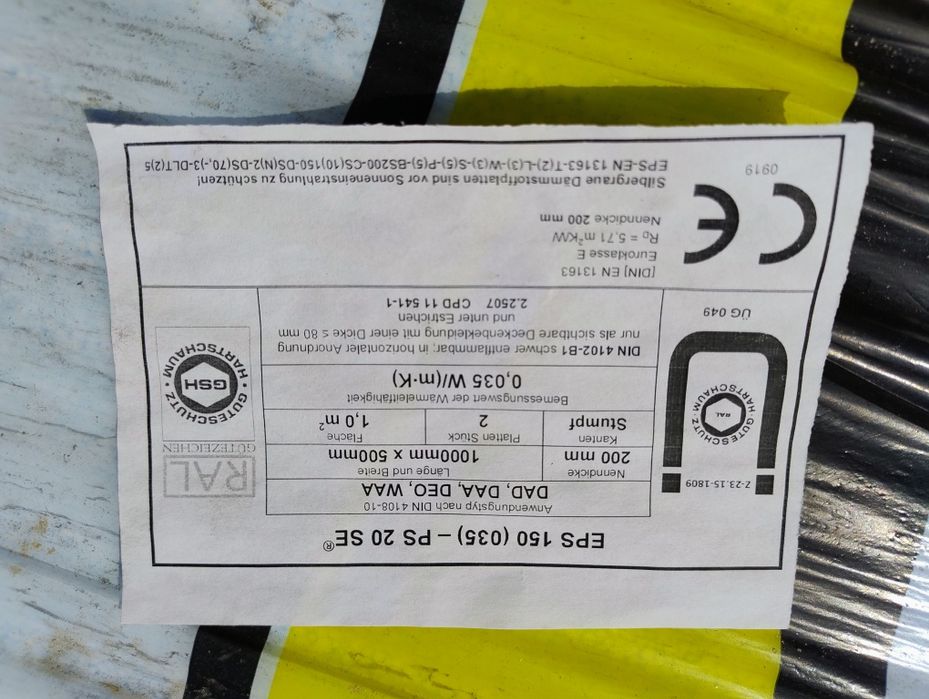 EPS 150 (035) – PS 20 SE®
Z-23.15-1809
RAL
GÜTESCHUTZ · HARTSCHAUM ·
ÜG 049
Anwendungstyp nach DIN 4108-10
DAD, DAA, DEO, WAA
Nenndicke
200 mm
Länge und Breite
1000mm x 500mm
Kanten
Stumpf
Platten Stück
2
Fläche
1,0 m²
Bemessungswert der Wärmeleitfähigkeit
0,035 W/(m·K)
DIN 4102-B1 schwer entflammbar, in horizontaler Anordnung
nur als sichtbare Deckenbekleidung mit einer Dicke ≤ 80 mm
und unter Estrichen
2.2507 CPD 11 541-1
RAL
GÜTEZEICHEN
GÜTESCHUTZ · HARTSCHAUM ·
GSH
CE
0919
[DIN] EN 13163
Euroklasse E
R_D = 5,71 m²K/W
Nenndicke 200 mm
Silbergraue Dämmstoffplatten sind vor Sonneneinstrahlung zu schützen!
EPS-EN 13163-T(2)-L(3)-W(3)-S(5)-P(5)-BS200-CS(10)150-DS(N)2-DS(70,-)3-DLT(2)5